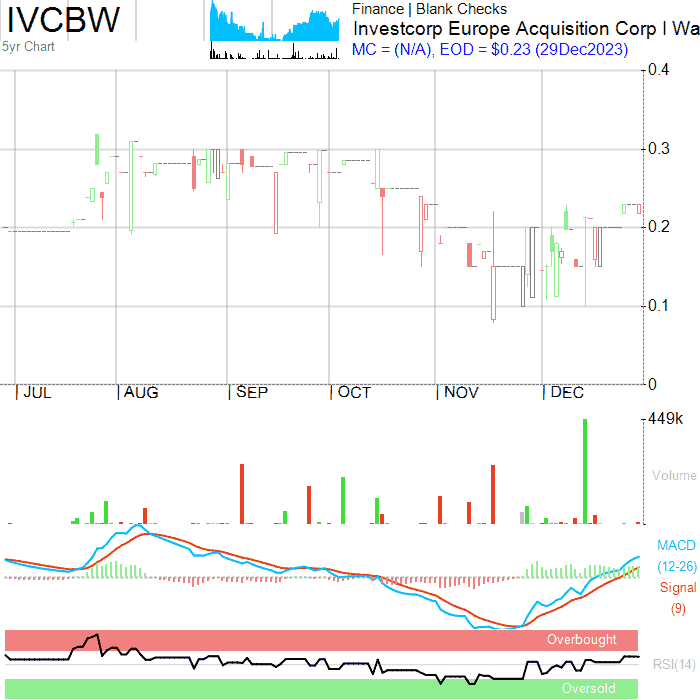 IVCBW
5yr Chart
Finance | Blank Checks
Investcorp Europe Acquisition Corp I Wa
MC = (N/A), EOD = $0.23 (29Dec2023)
0.4
0.3
0.2
0.1
0
JUL AUG SEP OCT NOV DEC
449k
Volume
MACD
(12-26)
Signal
(9)
Overbought
RSI(14)
Oversold